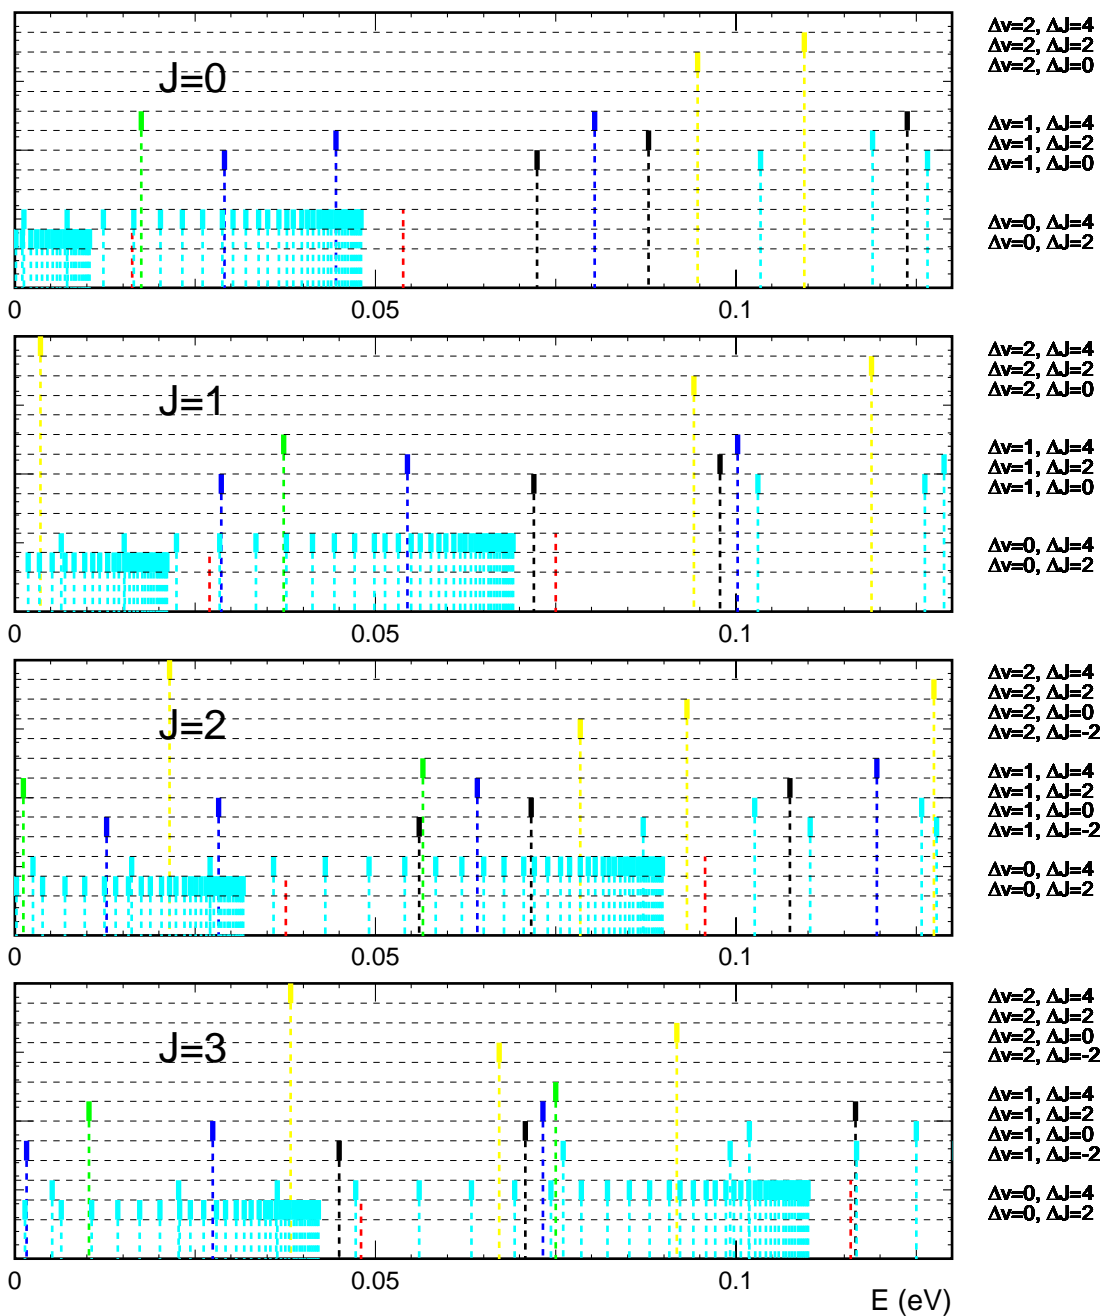 J=0
Δv=2, ΔJ=4
Δv=2, ΔJ=2
Δv=2, ΔJ=0
Δv=1, ΔJ=4
Δv=1, ΔJ=2
Δv=1, ΔJ=0
Δv=0, ΔJ=4
Δv=0, ΔJ=2
0 0.05 0.1
J=1
Δv=2, ΔJ=4
Δv=2, ΔJ=2
Δv=2, ΔJ=0
Δv=1, ΔJ=4
Δv=1, ΔJ=2
Δv=1, ΔJ=0
Δv=0, ΔJ=4
Δv=0, ΔJ=2
0 0.05 0.1
J=2
Δv=2, ΔJ=4
Δv=2, ΔJ=2
Δv=2, ΔJ=0
Δv=2, ΔJ=-2
Δv=1, ΔJ=4
Δv=1, ΔJ=2
Δv=1, ΔJ=0
Δv=1, ΔJ=-2
Δv=0, ΔJ=4
Δv=0, ΔJ=2
0 0.05 0.1
J=3
Δv=2, ΔJ=4
Δv=2, ΔJ=2
Δv=2, ΔJ=0
Δv=2, ΔJ=-2
Δv=1, ΔJ=4
Δv=1, ΔJ=2
Δv=1, ΔJ=0
Δv=1, ΔJ=-2
Δv=0, ΔJ=4
Δv=0, ΔJ=2
0 0.05 0.1
E (eV)